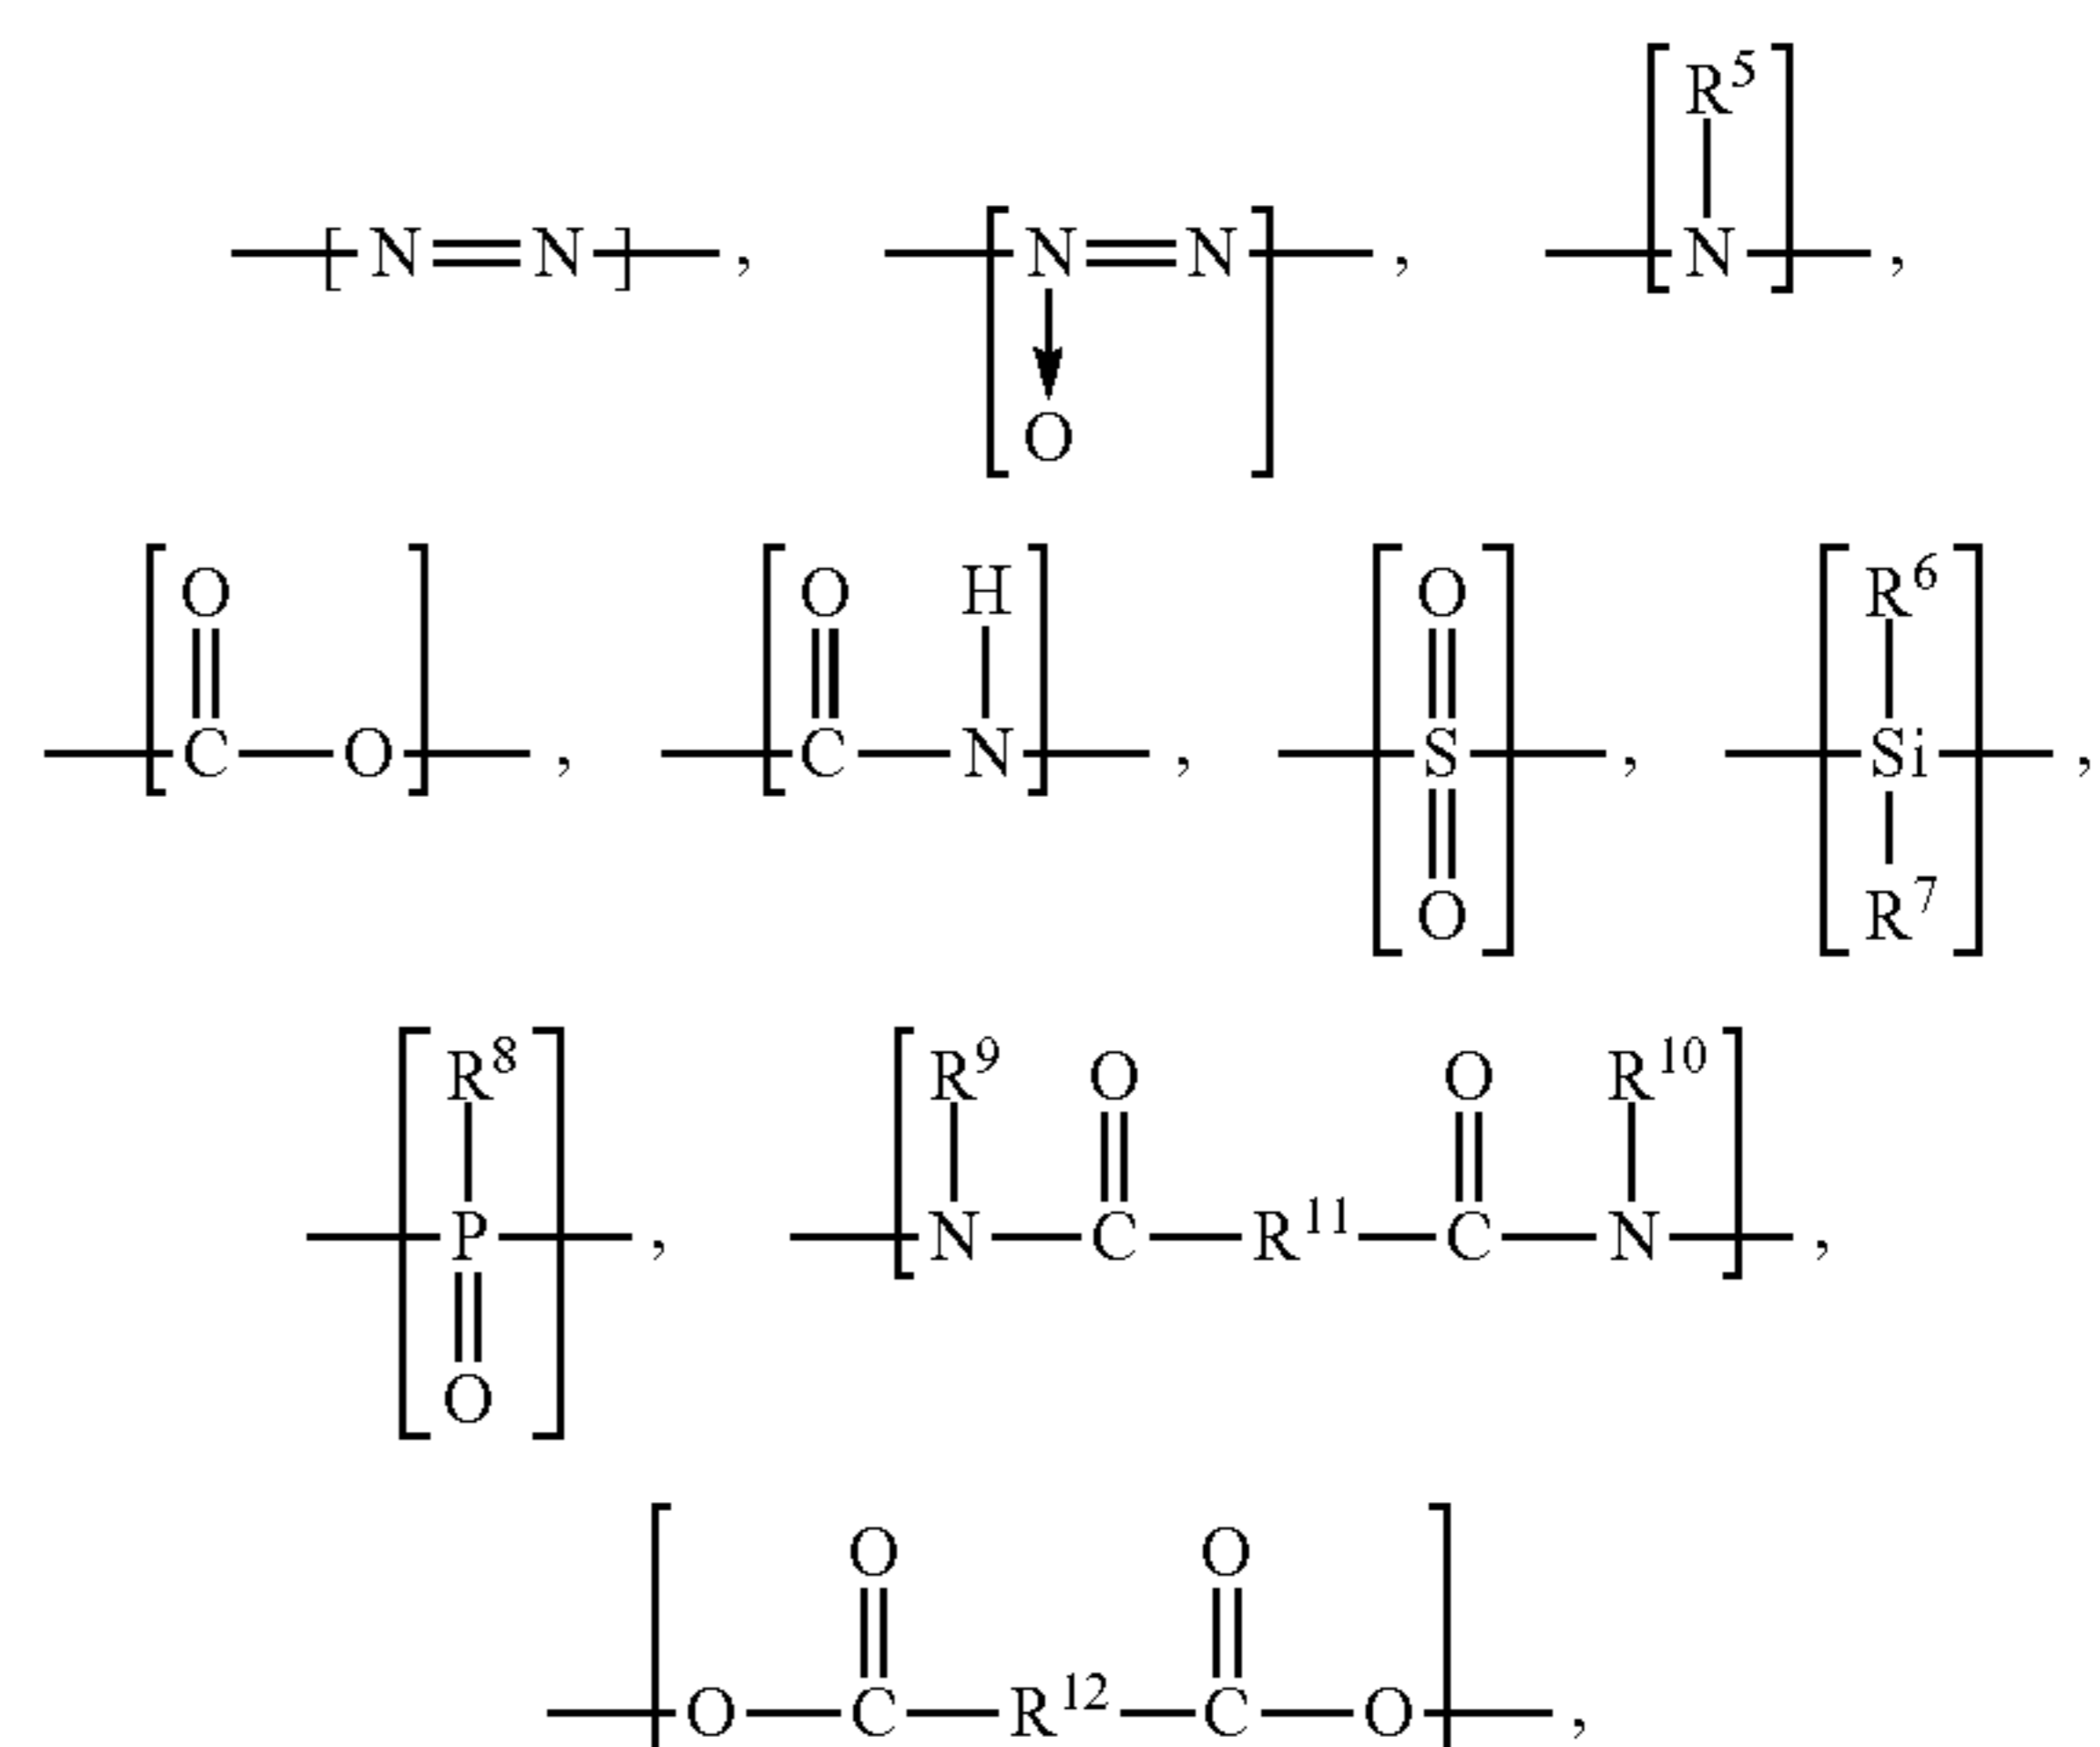 R⁵
[ N=N ] , [ N=N ] , [ N ] ,
O
O O H O R⁶
[ C—O ] , [ C—N ] , [ S ] , [ Si ] ,
O R⁷
R⁸ R⁹ O O R¹⁰
[ P ] , [ N—C—R¹¹—C—N ] ,
O
O O
[ O—C—R¹²—C—O ] ,